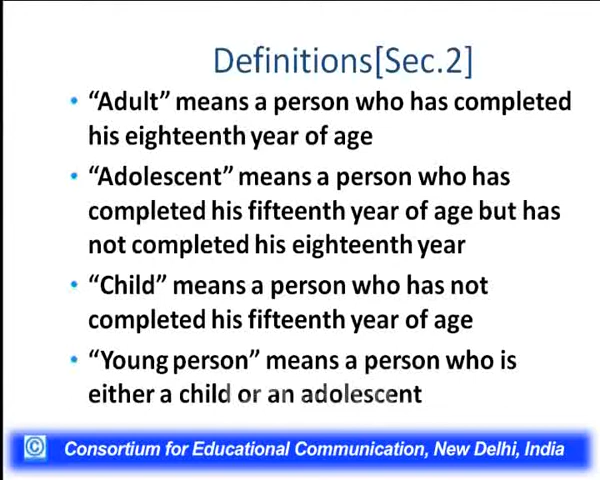 Definitions[Sec.2]
• “Adult” means a person who has completed
his eighteenth year of age
• “Adolescent” means a person who has
completed his fifteenth year of age but has
not completed his eighteenth year
• “Child” means a person who has not
completed his fifteenth year of age
• “Young person” means a person who is
either a child or an adolescent
© Consortium for Educational Communication, New Delhi, India